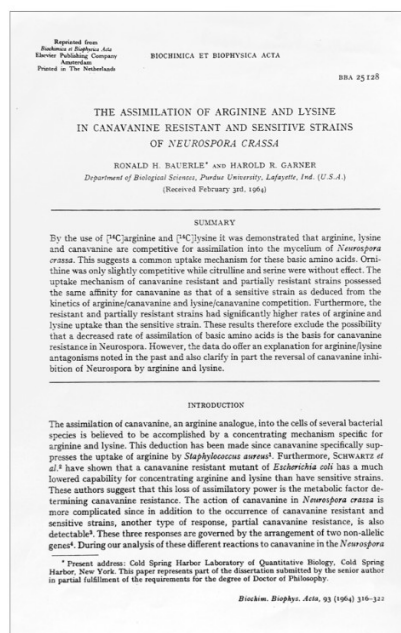 Reprinted from
Biochimica et Biophysica Acta
Elsevier Publishing Company
Amsterdam
Printed in The Netherlands
BIOCHIMICA ET BIOPHYSICA ACTA
BBA 25128
THE ASSIMILATION OF ARGININE AND LYSINE
IN CANAVANINE RESISTANT AND SENSITIVE STRAINS
OF NEUROSPORA CRASSA
RONALD H. BAUERLE* AND HAROLD R. GARNER
Department of Biological Sciences, Purdue University, Lafayette, Ind. (U.S.A.)
(Received February 3rd, 1964)
SUMMARY
By the use of [¹⁴C]arginine and [¹⁴C]lysine it was demonstrated that arginine, lysine
and canavanine are competitive for assimilation into the mycelium of Neurospora
crassa. This suggests a common uptake mechanism for these basic amino acids. Orni-
thine was only slightly competitive while citrulline and serine were without effect. The
uptake mechanism of canavanine resistant and partially resistant strains possessed
the same affinity for canavanine as that of a sensitive strain as deduced from the
kinetics of arginine/canavanine and lysine/canavanine competition. Furthermore, the
resistant and partially resistant strains had significantly higher rates of arginine and
lysine uptake than the sensitive strain. These results therefore exclude the possibility
that a decreased rate of assimilation of basic amino acids is the basis for canavanine
resistance in Neurospora. However, the data do offer an explanation for arginine/lysine
antagonisms noted in the past and also clarify in part the reversal of canavanine inhi-
bition of Neurospora by arginine and lysine.
INTRODUCTION
The assimilation of canavanine, an arginine analogue, into the cells of several bacterial
species is believed to be accomplished by a concentrating mechanism specific for
arginine and lysine. This deduction has been made since canavanine specifically sup-
presses the uptake of arginine by Staphylococcus aureus¹. Furthermore, SCHWARTZ et
al.² have shown that a canavanine resistant mutant of Escherichia coli has a much
lowered capability for concentrating arginine and lysine than have sensitive strains.
These authors suggest that this loss of assimilatory power is the metabolic factor de-
termining canavanine resistance. The action of canavanine in Neurospora crassa is
more complicated since in addition to the occurrence of canavanine resistant and
sensitive strains, another type of response, partial canavanine resistance, is also
detectable³. These three responses are governed by the arrangement of two non-allelic
genes⁴. During our analysis of these different reactions to canavanine in the Neurospora
* Present address: Cold Spring Harbor Laboratory of Quantitative Biology, Cold Spring
Harbor, New York. This paper represents part of the dissertation submitted by the senior author
in partial fulfillment of the requirements for the degree of Doctor of Philosophy.
Biochim. Biophys. Acta, 93 (1964) 316-322